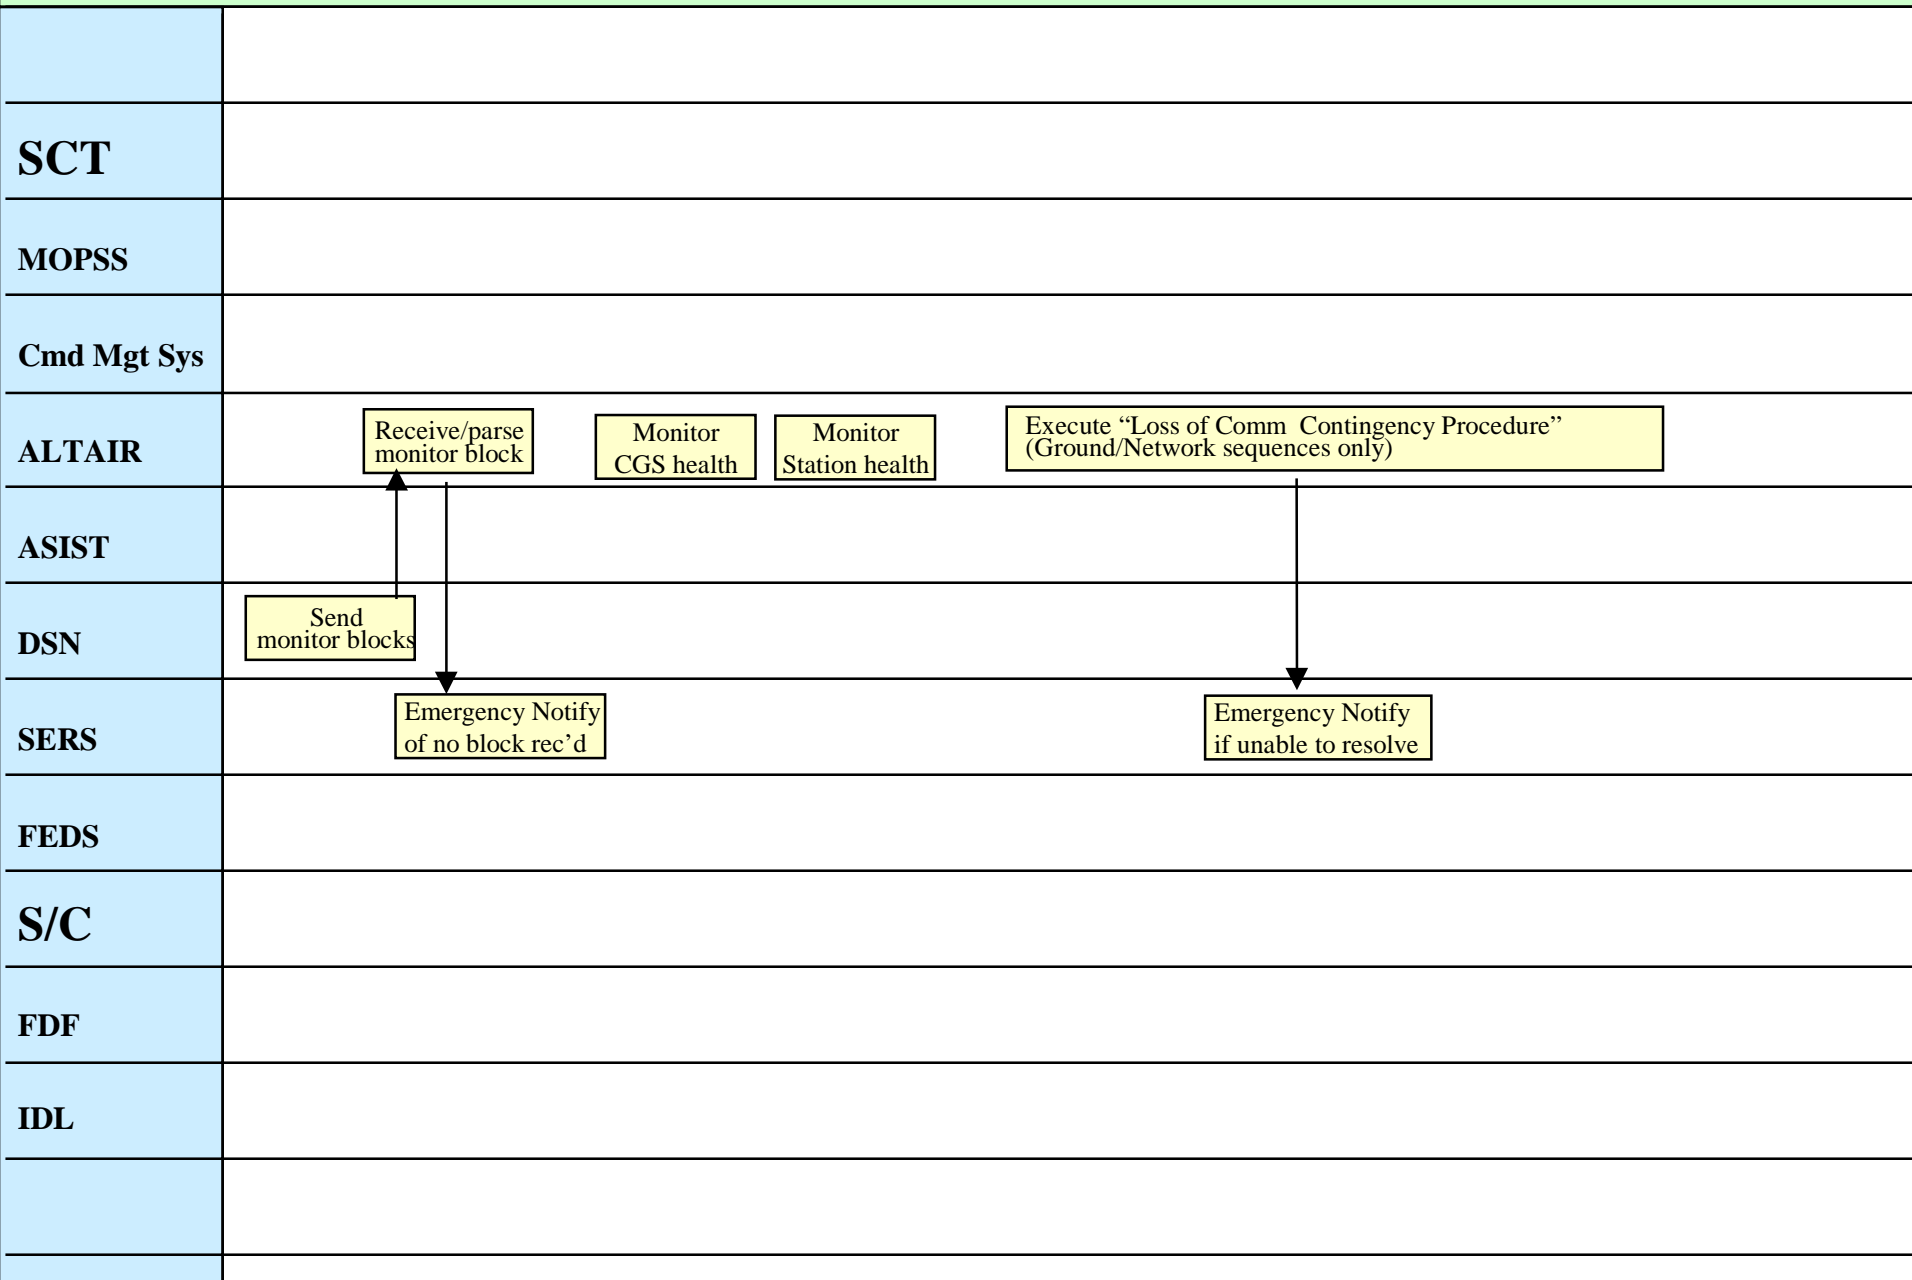 SCT
MOPSS
Cmd Mgt Sys
ALTAIR
Receive/parse
monitor block
Monitor
CGS health
Monitor
Station health
Execute “Loss of Comm  Contingency Procedure”
(Ground/Network sequences only)
ASIST
DSN
Send
monitor blocks
SERS
Emergency Notify
of no block rec’d
Emergency Notify
if unable to resolve
FEDS
S/C
FDF
IDL